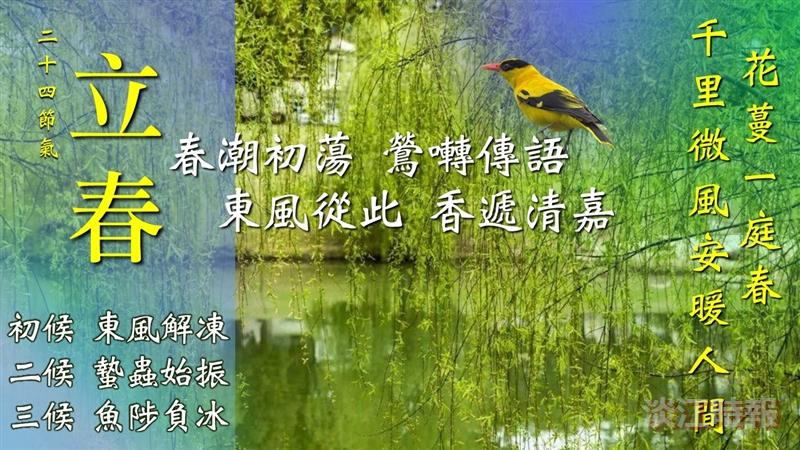 二十四節氣
立春
春潮初蕩 鶯囀傳語
東風從此 香遞清嘉
花蔓一庭春
千里微風安暖人間
初候 東風解凍
二候 蟄蟲始振
三候 魚陟負冰
淡江時報